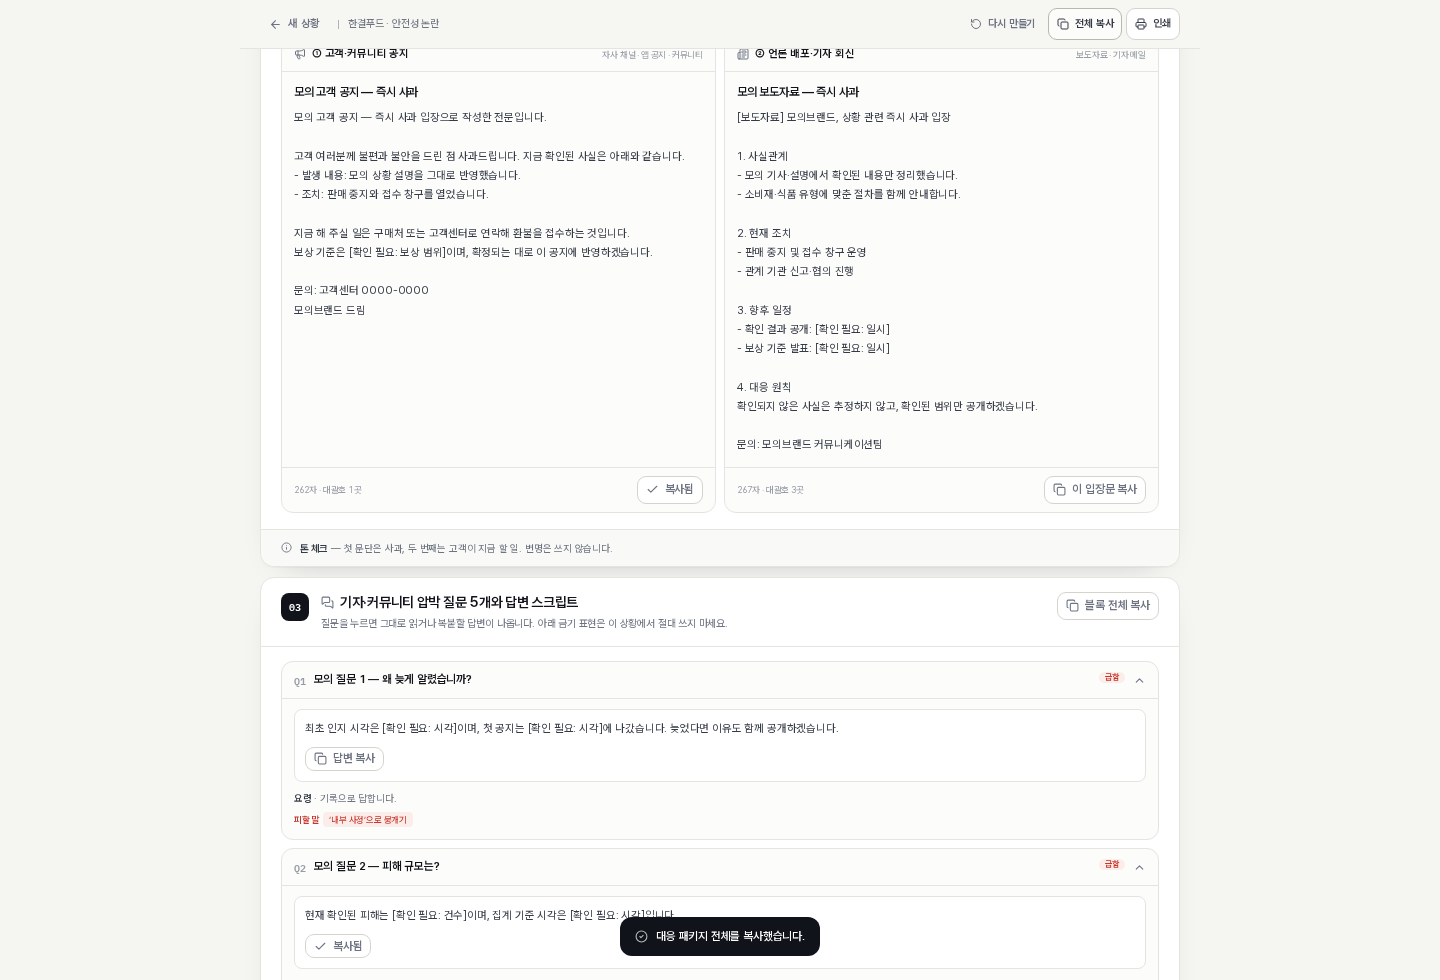 새 상황
한결푸드 · 안전성 논란
다시 만들기
전체 복사
인쇄
① 고객·커뮤니티 공지
자사 채널 · 앱 공지 · 커뮤니티
모의 고객 공지 — 즉시 사과
모의 고객 공지 — 즉시 사과 입장으로 작성한 전문입니다.
고객 여러분께 불편과 불안을 드린 점 사과드립니다. 지금 확인된 사실은 아래와 같습니다.
- 발생 내용: 모의 상황 설명을 그대로 반영했습니다.
- 조치: 판매 중지와 접수 창구를 열었습니다.
지금 해 주실 일은 구매처 또는 고객센터로 연락해 환불을 접수하는 것입니다.
보상 기준은 [확인 필요: 보상 범위]이며, 확정되는 대로 이 공지에 반영하겠습니다.
문의: 고객센터 0000-0000
모의브랜드 드림
262자 · 대괄호 1곳
복사됨
② 언론 배포·기자 회신
보도자료 · 기자 메일
모의 보도자료 — 즉시 사과
[보도자료] 모의브랜드, 상황 관련 즉시 사과 입장
1. 사실관계
- 모의 기사·설명에서 확인된 내용만 정리했습니다.
- 소비재·식품 유형에 맞춘 절차를 함께 안내합니다.
2. 현재 조치
- 판매 중지 및 접수 창구 운영
- 관계 기관 신고·협의 진행
3. 향후 일정
- 확인 결과 공개: [확인 필요: 일시]
- 보상 기준 발표: [확인 필요: 일시]
4. 대응 원칙
확인되지 않은 사실은 추정하지 않고, 확인된 범위만 공개하겠습니다.
문의: 모의브랜드 커뮤니케이션팀
267자 · 대괄호 3곳
이 입장문 복사
톤 체크 — 첫 문단은 사과, 두 번째는 고객이 지금 할 일. 변명은 쓰지 않습니다.
03
기자·커뮤니티 압박 질문 5개와 답변 스크립트
질문을 누르면 그대로 읽거나 복붙할 답변이 나옵니다. 아래 금기 표현은 이 상황에서 절대 쓰지 마세요.
블록 전체 복사
Q1 모의 질문 1 — 왜 늦게 알렸습니까?
급함
최초 인지 시각은 [확인 필요: 시각]이며, 첫 공지는 [확인 필요: 시각]에 나갔습니다. 늦었다면 이유도 함께 공개하겠습니다.
답변 복사
요령 · 기록으로 답합니다.
피할 말 '내부 사정'으로 뭉개기
Q2 모의 질문 2 — 피해 규모는?
급함
현재 확인된 피해는 [확인 필요: 건수]이며, 집계 기준 시각은 [확인 필요: 시각]입니다.
복사됨
대응 패키지 전체를 복사했습니다.